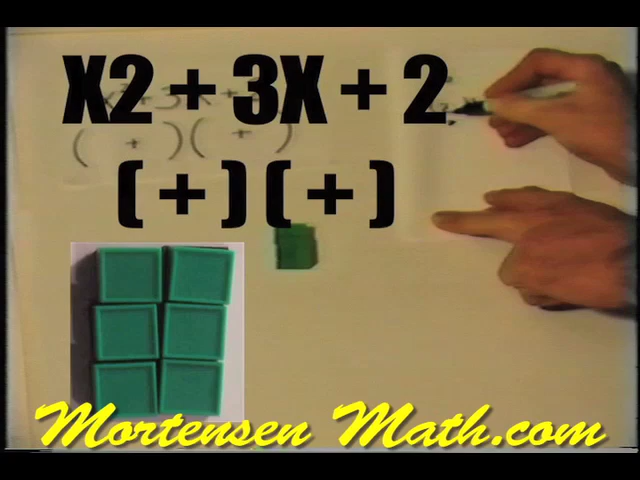 X2 + 3X + 2
( + ) ( + )
( + ) ( + )
Mortensen Math.com